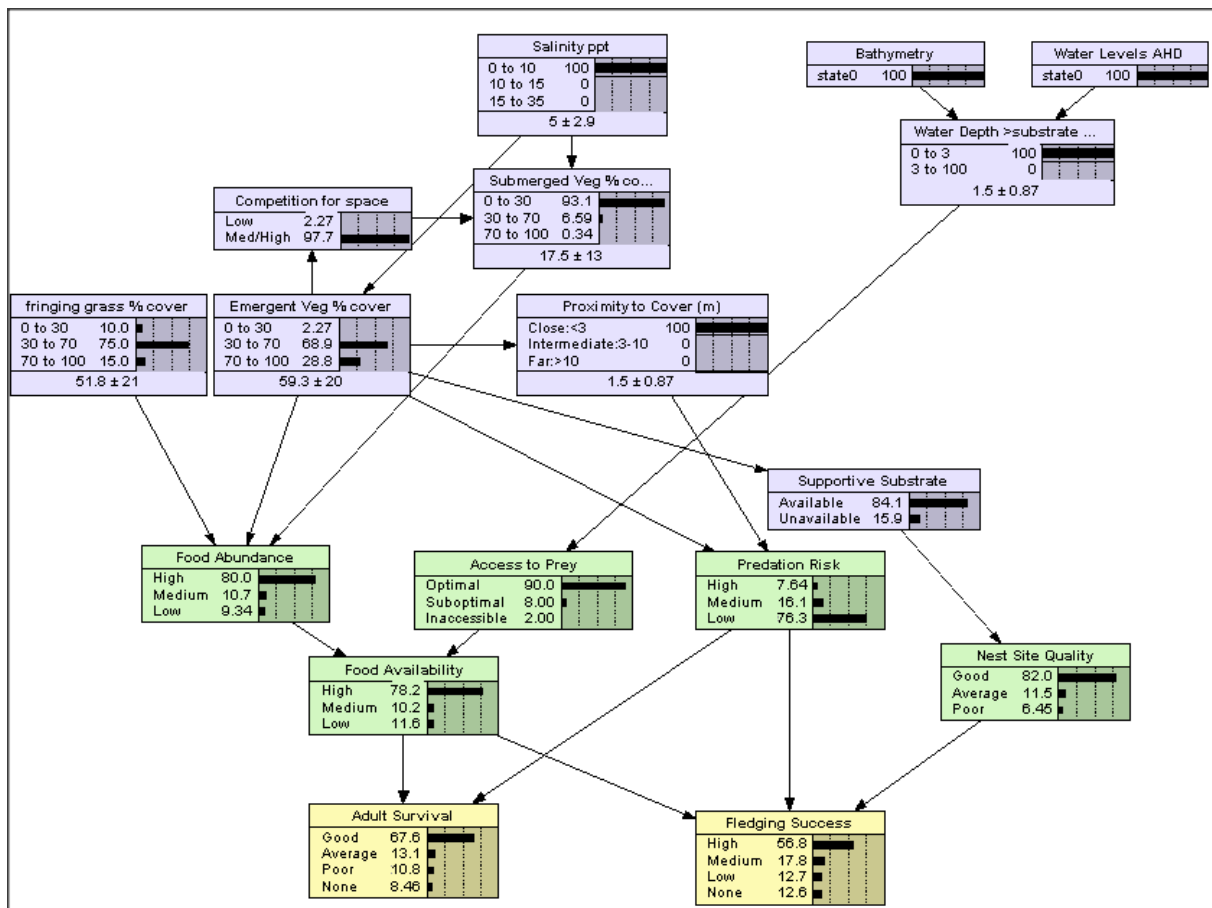 Salinity ppt
0 to 10 100
10 to 15 0
15 to 35 0
5 ± 2.9
Bathymetry
state0 100
Water Levels AHD
state0 100
Water Depth >substrate ...
0 to 3 100
3 to 100 0
1.5 ± 0.87
Competition for space
Low 2.27
Med/High 97.7
Submerged Veg % co...
0 to 30 93.1
30 to 70 6.59
70 to 100 0.34
17.5 ± 13
fringing grass % cover
0 to 30 10.0
30 to 70 75.0
70 to 100 15.0
51.8 ± 21
Emergent Veg % cover
0 to 30 2.27
30 to 70 68.9
70 to 100 28.8
59.3 ± 20
Proximity to Cover (m)
Close:<3 100
Intermediate:3-10 0
Far:>10 0
1.5 ± 0.87
Supportive Substrate
Available 84.1
Unavailable 15.9
Food Abundance
High 80.0
Medium 10.7
Low 9.34
Access to Prey
Optimal 90.0
Suboptimal 8.00
Inaccessible 2.00
Predation Risk
High 7.64
Medium 16.1
Low 76.3
Food Availability
High 78.2
Medium 10.2
Low 11.6
Nest Site Quality
Good 82.0
Average 11.5
Poor 6.45
Adult Survival
Good 67.6
Average 13.1
Poor 10.8
None 8.46
Fledging Success
High 56.8
Medium 17.8
Low 12.7
None 12.6